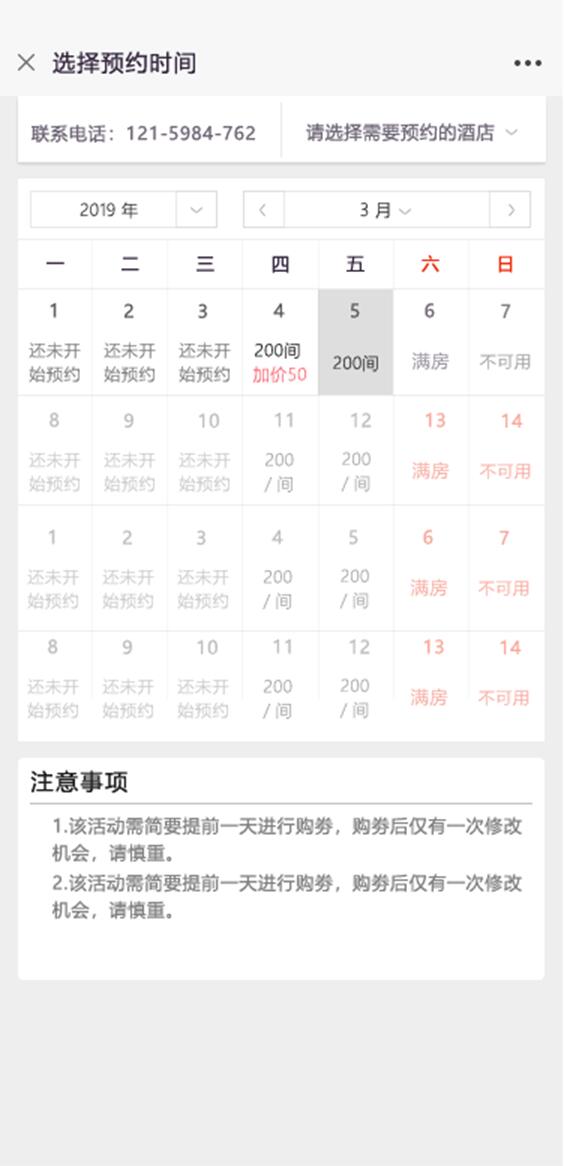 选择预约时间
联系电话：121-5984-762 请选择需要预约的酒店
2019 年 3 月
一 二 三 四 五 六 日
1 2 3 4 5 6 7
还未开 还未开 还未开 200间 200间 满房 不可用
始预约 始预约 始预约 加价50
8 9 10 11 12 13 14
还未开 还未开 还未开 200 200 满房 不可用
始预约 始预约 始预约 / 间 / 间
1 2 3 4 5 6 7
还未开 还未开 还未开 200 200 满房 不可用
始预约 始预约 始预约 / 间 / 间
8 9 10 11 12 13 14
还未开 还未开 还未开 200 200 满房 不可用
始预约 始预约 始预约 / 间 / 间
注意事项
1.该活动需简要提前一天进行购券，购券后仅有一次修改
机会，请慎重。
2.该活动需简要提前一天进行购券，购券后仅有一次修改
机会，请慎重。